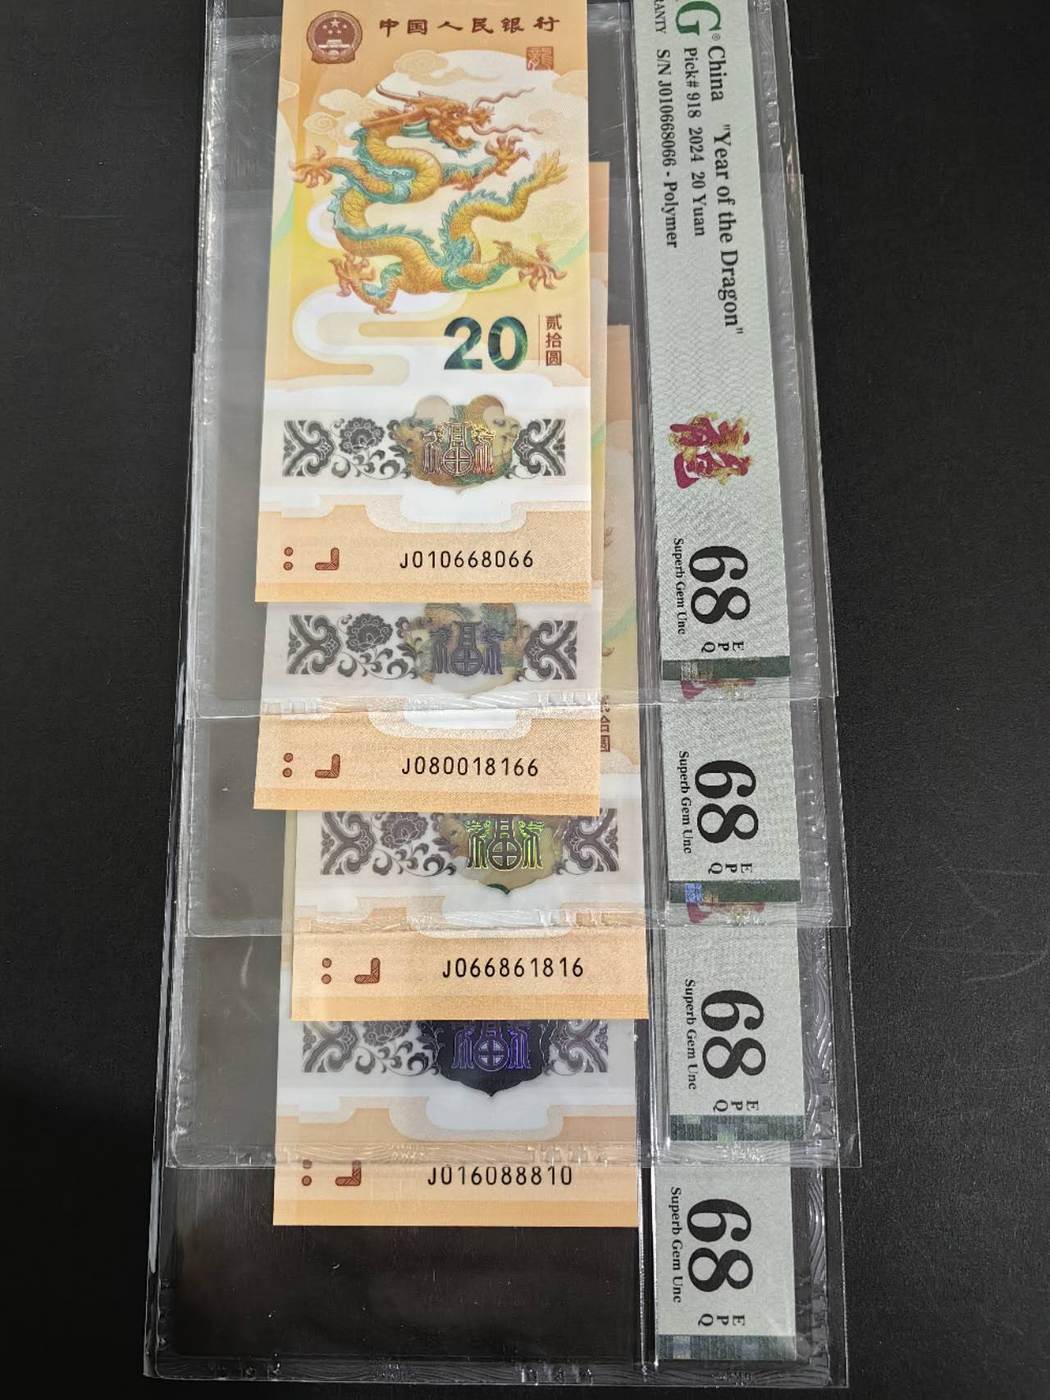 中国人民银行
20
贰拾圆
J010668066
J080018166
J066861816
J016088810
G®
China "Year of the Dragon"
Pick# 918 2024 20 Yuan
S/N J010668066 - Polymer
68
EPQ
Superb Gem Unc
68
EPQ
Superb Gem Unc
68
EPQ
Superb Gem Unc
68
EPQ
Superb Gem Unc